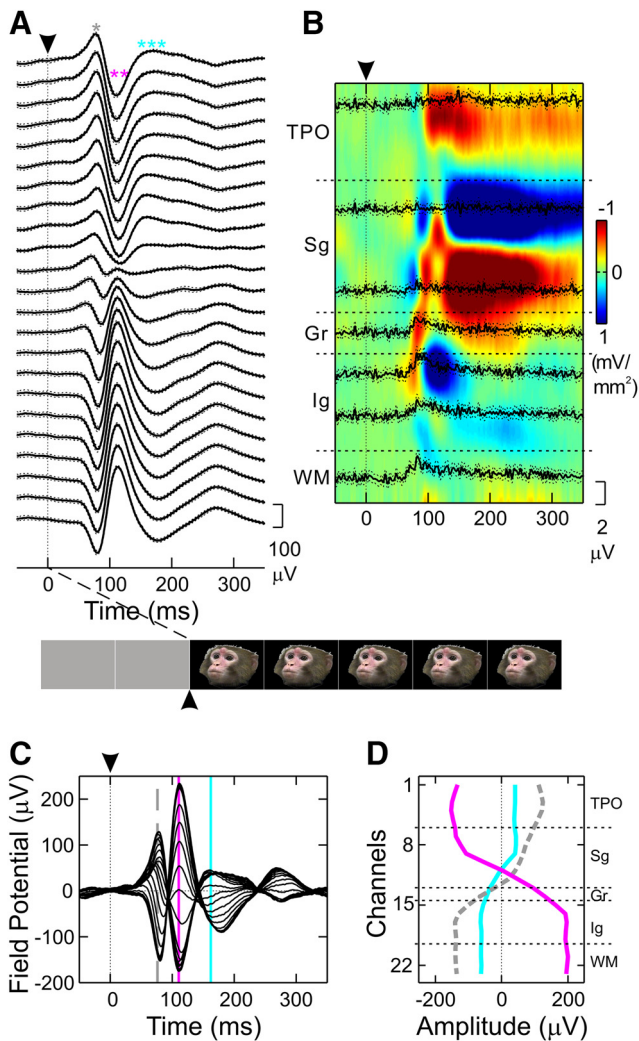 A
B
*
**
***
TPO
Sg
Gr
Ig
WM
-1
0
1
(mV/
mm²)
100
µV
2
µV
0 100 200 300
Time (ms)
0 100 200 300
C
D
200
100
0
-100
-200
Field Potential (µV)
0 100 200 300
Time (ms)
1
8
15
22
Channels
TPO
Sg
Gr
Ig
WM
-200 0 200
Amplitude (µV)